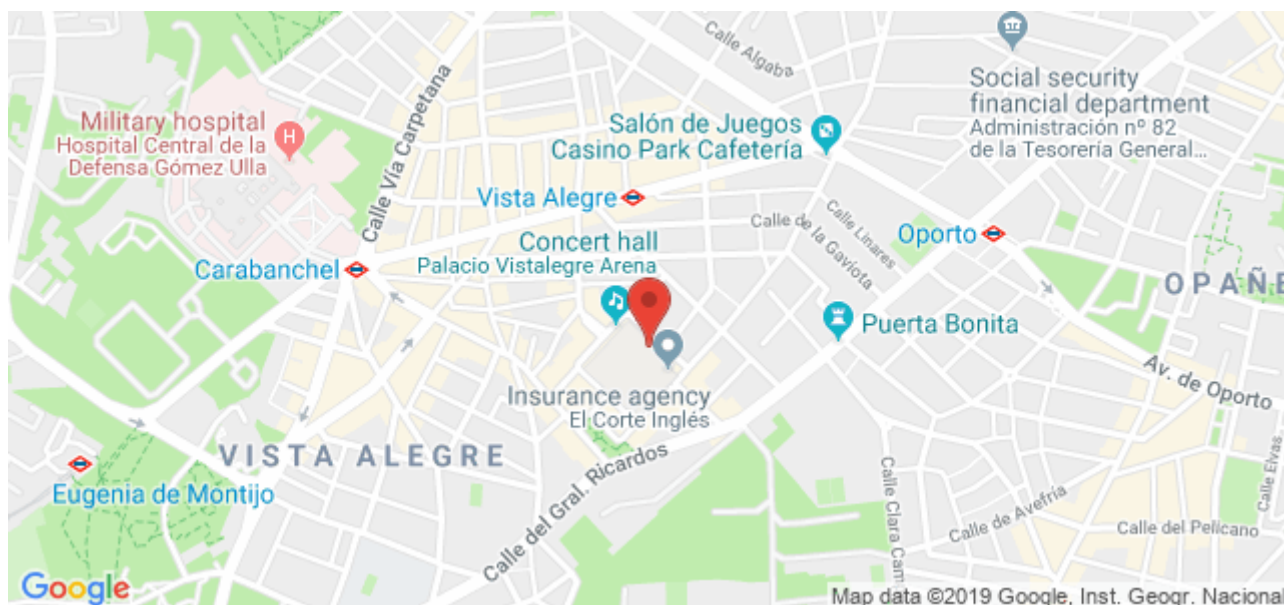 Calle Algaba
Social security
financial department
Administración nº 82
de la Tesorería General...
Military hospital
Hospital Central de la
Defensa Gómez Ulla
H
Calle Vía Carpetana
Salón de Juegos
Casino Park Cafetería
Vista Alegre
Calle Linares
Calle de la Gaviota
Oporto
Concert hall
Palacio Vistalegre Arena
Carabanchel
OPAÑE
Puerta Bonita
Av. de Oporto
Insurance agency
El Corte Inglés
VISTA ALEGRE
Calle del Gral. Ricardos
Eugenia de Montijo
Calle Elvas
Calle Clara Cam
Calle de Avefría
Calle del Pelícano
Google
Map data ©2019 Google, Inst. Geogr. Naciona